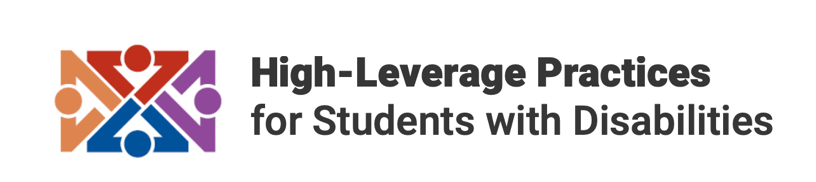 High-Leverage Practices
for Students with Disabilities